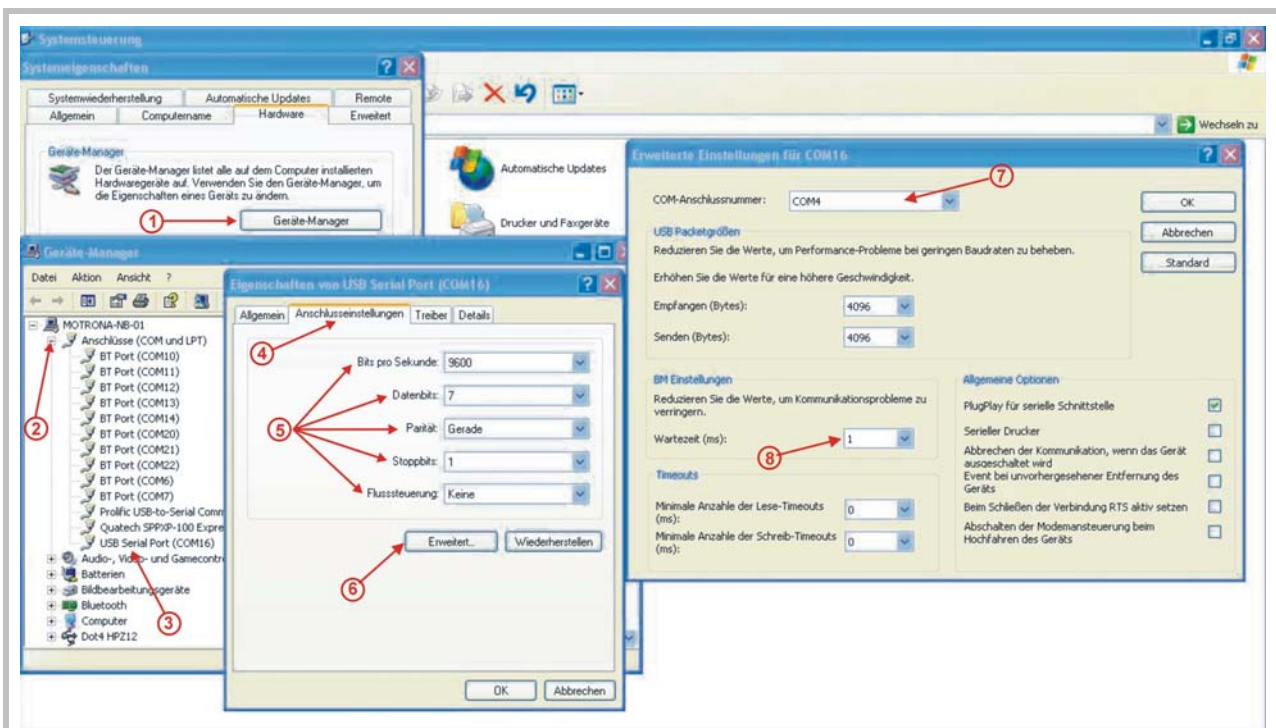 Systemsteuerung
Systemeigenschaften
Systemwiederherstellung Automatische Updates Remote
Allgemein Computername Hardware Erweitert
Geräte-Manager
Der Geräte-Manager listet alle auf dem Computer installierten
Hardwaregeräte auf. Verwenden Sie den Geräte-Manager, um
die Eigenschaften eines Geräts zu ändern.
1
Geräte-Manager
Wechseln zu
Automatische Updates
Drucker und Faxgeräte
Geräte-Manager
Datei Aktion Ansicht ?
MOTRONA-NB-01
Anschlüsse (COM und LPT)
BT Port (COM10)
BT Port (COM11)
BT Port (COM12)
BT Port (COM13)
BT Port (COM14)
BT Port (COM20)
BT Port (COM21)
BT Port (COM22)
BT Port (COM6)
BT Port (COM7)
Prolific USB-to-Serial Comm
Quatech SPPXP-100 Expre
USB Serial Port (COM16)
Audio-, Video- und Gamecontr
Batterien
Bildbearbeitungsgeräte
Bluetooth
Computer
Dot4 HPZ12
2
3
Eigenschaften von USB Serial Port (COM16)
Allgemein Anschlusseinstellungen Treiber Details
4
Bits pro Sekunde: 9600
Datenbits: 7
5
Parität: Gerade
Stoppbits: 1
Flusssteuerung: Keine
Erweitert... Wiederherstellen
6
OK Abbrechen
Erweiterte Einstellungen für COM16
7
COM-Anschlussnummer: COM4
OK
Abbrechen
Standard
USB Packetgrößen
Reduzieren Sie die Werte, um Performance-Probleme bei geringen Baudraten zu beheben.
Erhöhen Sie die Werte für eine höhere Geschwindigkeit.
Empfangen (Bytes): 4096
Senden (Bytes): 4096
BM Einstellungen
Reduzieren Sie die Werte, um Kommunikationsprobleme zu
verringern.
Wartezeit (ms): 1
8
Timeouts
Minimale Anzahle der Lese-Timeouts
(ms): 0
Minimale Anzahle der Schreib-Timeouts
(ms): 0
Allgemeine Optionen
PlugPlay für serielle Schnittstelle
Serieller Drucker
Abbrechen der Kommunikation, wenn das Gerät
ausgeschaltet wird
Event bei unvorhergesehener Entfernung des
Geräts
Beim Schließen der Verbindung RTS aktiv setzen
Abschalten der Modemansteuerung beim
Hochfahren des Geräts